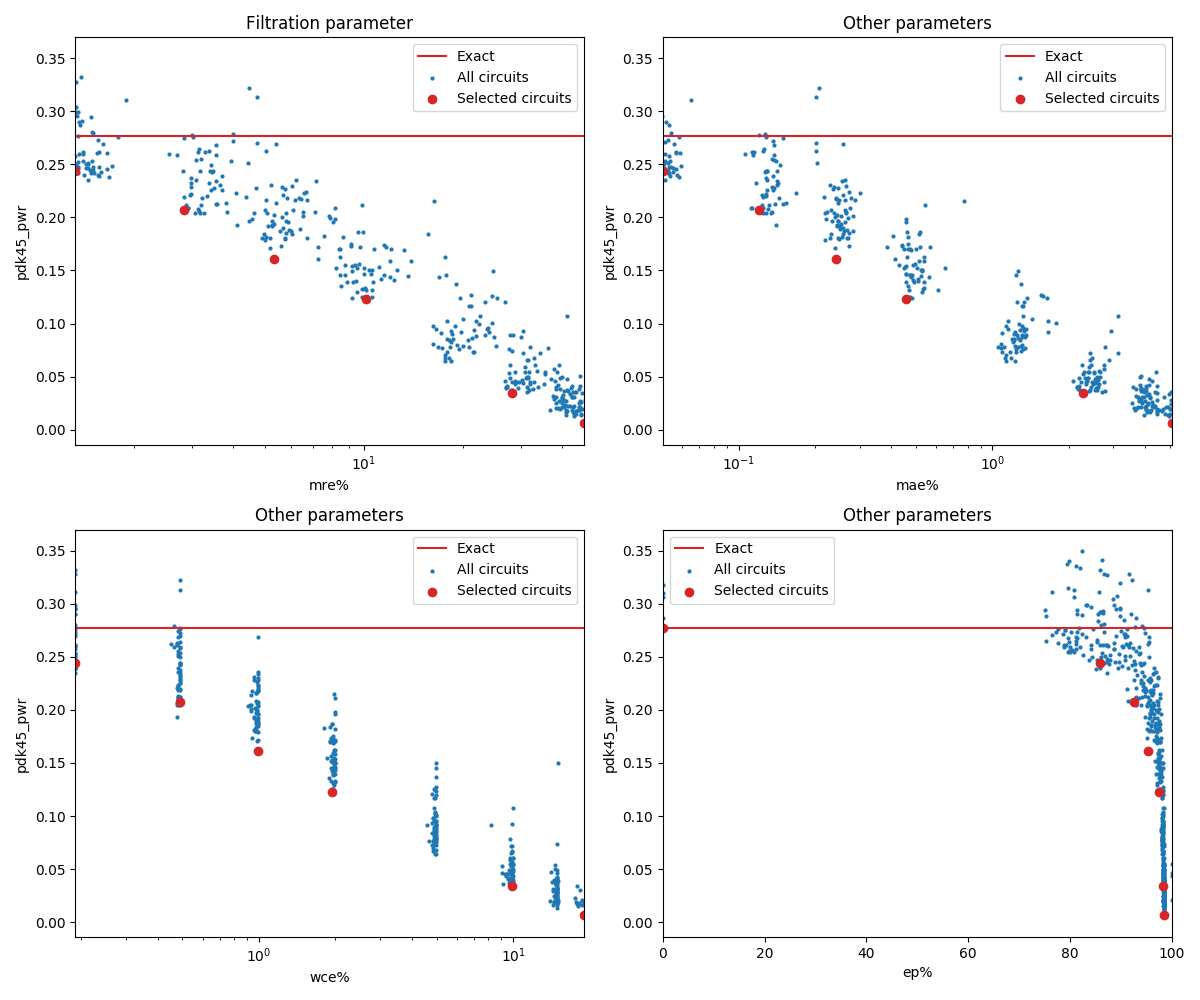 Filtration parameter
0.35
0.30
0.25
0.20
0.15
0.10
0.05
0.00
pdk45_pwr
Exact
All circuits
Selected circuits
10¹
mre%
Other parameters
0.35
0.30
0.25
0.20
0.15
0.10
0.05
0.00
pdk45_pwr
Exact
All circuits
Selected circuits
10⁻¹
10⁰
mae%
Other parameters
0.35
0.30
0.25
0.20
0.15
0.10
0.05
0.00
pdk45_pwr
Exact
All circuits
Selected circuits
10⁰
10¹
wce%
Other parameters
0.35
0.30
0.25
0.20
0.15
0.10
0.05
0.00
pdk45_pwr
Exact
All circuits
Selected circuits
0
20
40
60
80
100
ep%